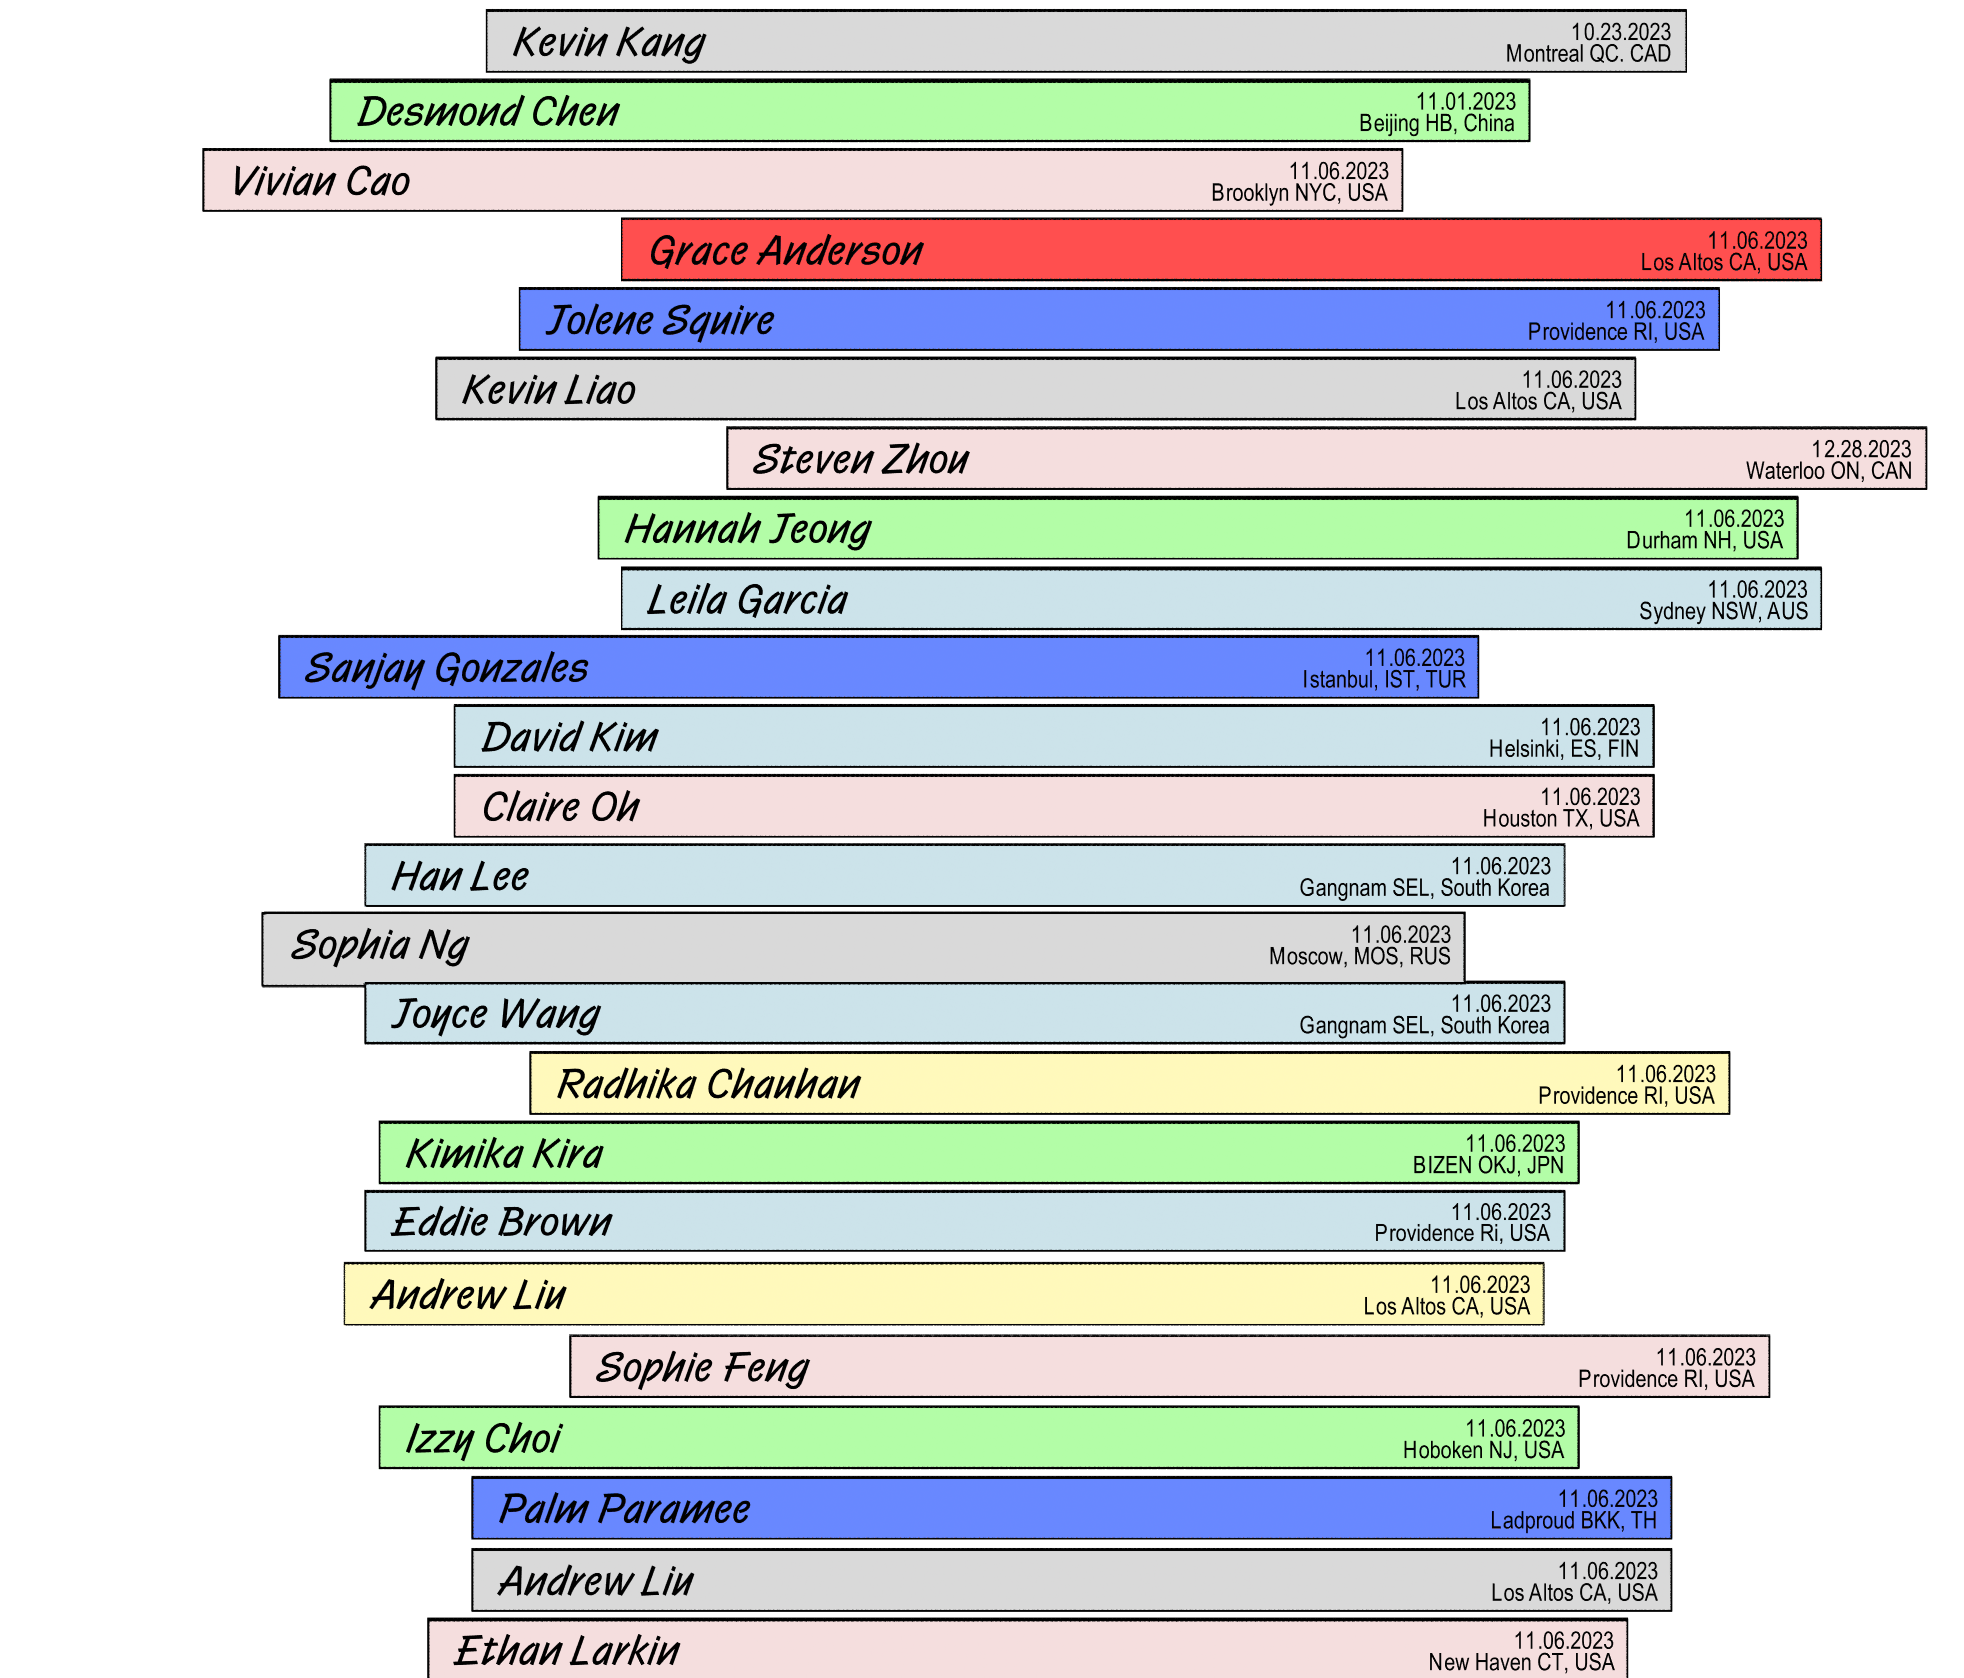 Kevin Kang
10.23.2023
Montreal QC. CAD
Desmond Chen
11.01.2023
Beijing HB, China
Vivian Cao
11.06.2023
Brooklyn NYC, USA
Grace Anderson
11.06.2023
Los Altos CA, USA
Jolene Squire
11.06.2023
Providence RI, USA
Kevin Liao
11.06.2023
Los Altos CA, USA
Steven Zhou
12.28.2023
Waterloo ON, CAN
Hannah Jeong
11.06.2023
Durham NH, USA
Leila Garcia
11.06.2023
Sydney NSW, AUS
Sanjay Gonzales
11.06.2023
Istanbul, IST, TUR
David Kim
11.06.2023
Helsinki, ES, FIN
Claire Oh
11.06.2023
Houston TX, USA
Han Lee
11.06.2023
Gangnam SEL, South Korea
Sophia Ng
11.06.2023
Moscow, MOS, RUS
Joyce Wang
11.06.2023
Gangnam SEL, South Korea
Radhika Chauhan
11.06.2023
Providence RI, USA
Kimika Kira
11.06.2023
BIZEN OKJ, JPN
Eddie Brown
11.06.2023
Providence Ri, USA
Andrew Liu
11.06.2023
Los Altos CA, USA
Sophie Feng
11.06.2023
Providence RI, USA
Izzy Choi
11.06.2023
Hoboken NJ, USA
Palm Paramee
11.06.2023
Ladproud BKK, TH
Andrew Liu
11.06.2023
Los Altos CA, USA
Ethan Larkin
11.06.2023
New Haven CT, USA